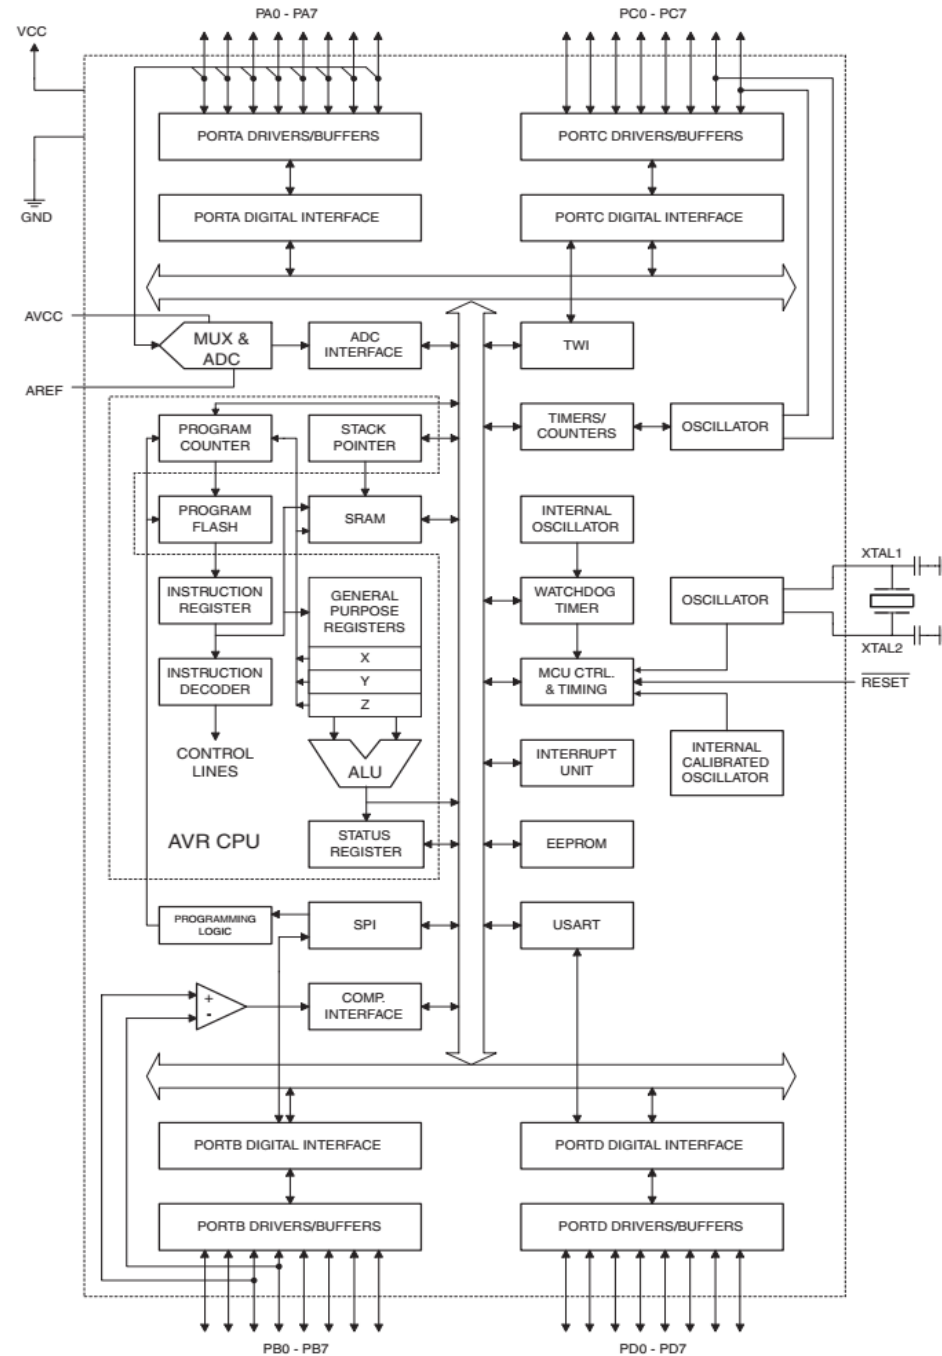 PA0 - PA7
PC0 - PC7
VCC
PORTA DRIVERS/BUFFERS
PORTC DRIVERS/BUFFERS
GND
PORTA DIGITAL INTERFACE
PORTC DIGITAL INTERFACE
AVCC
MUX &
ADC
ADC
INTERFACE
TWI
AREF
PROGRAM
COUNTER
STACK
POINTER
TIMERS/
COUNTERS
OSCILLATOR
PROGRAM
FLASH
SRAM
INTERNAL
OSCILLATOR
XTAL1
INSTRUCTION
REGISTER
GENERAL
PURPOSE
REGISTERS
WATCHDOG
TIMER
OSCILLATOR
XTAL2
X
Y
Z
INSTRUCTION
DECODER
MCU CTRL.
& TIMING
RESET
CONTROL
LINES
ALU
INTERRUPT
UNIT
INTERNAL
CALIBRATED
OSCILLATOR
AVR CPU
STATUS
REGISTER
EEPROM
PROGRAMMING
LOGIC
SPI
USART
+
-
COMP.
INTERFACE
PORTB DIGITAL INTERFACE
PORTD DIGITAL INTERFACE
PORTB DRIVERS/BUFFERS
PORTD DRIVERS/BUFFERS
PB0 - PB7
PD0 - PD7